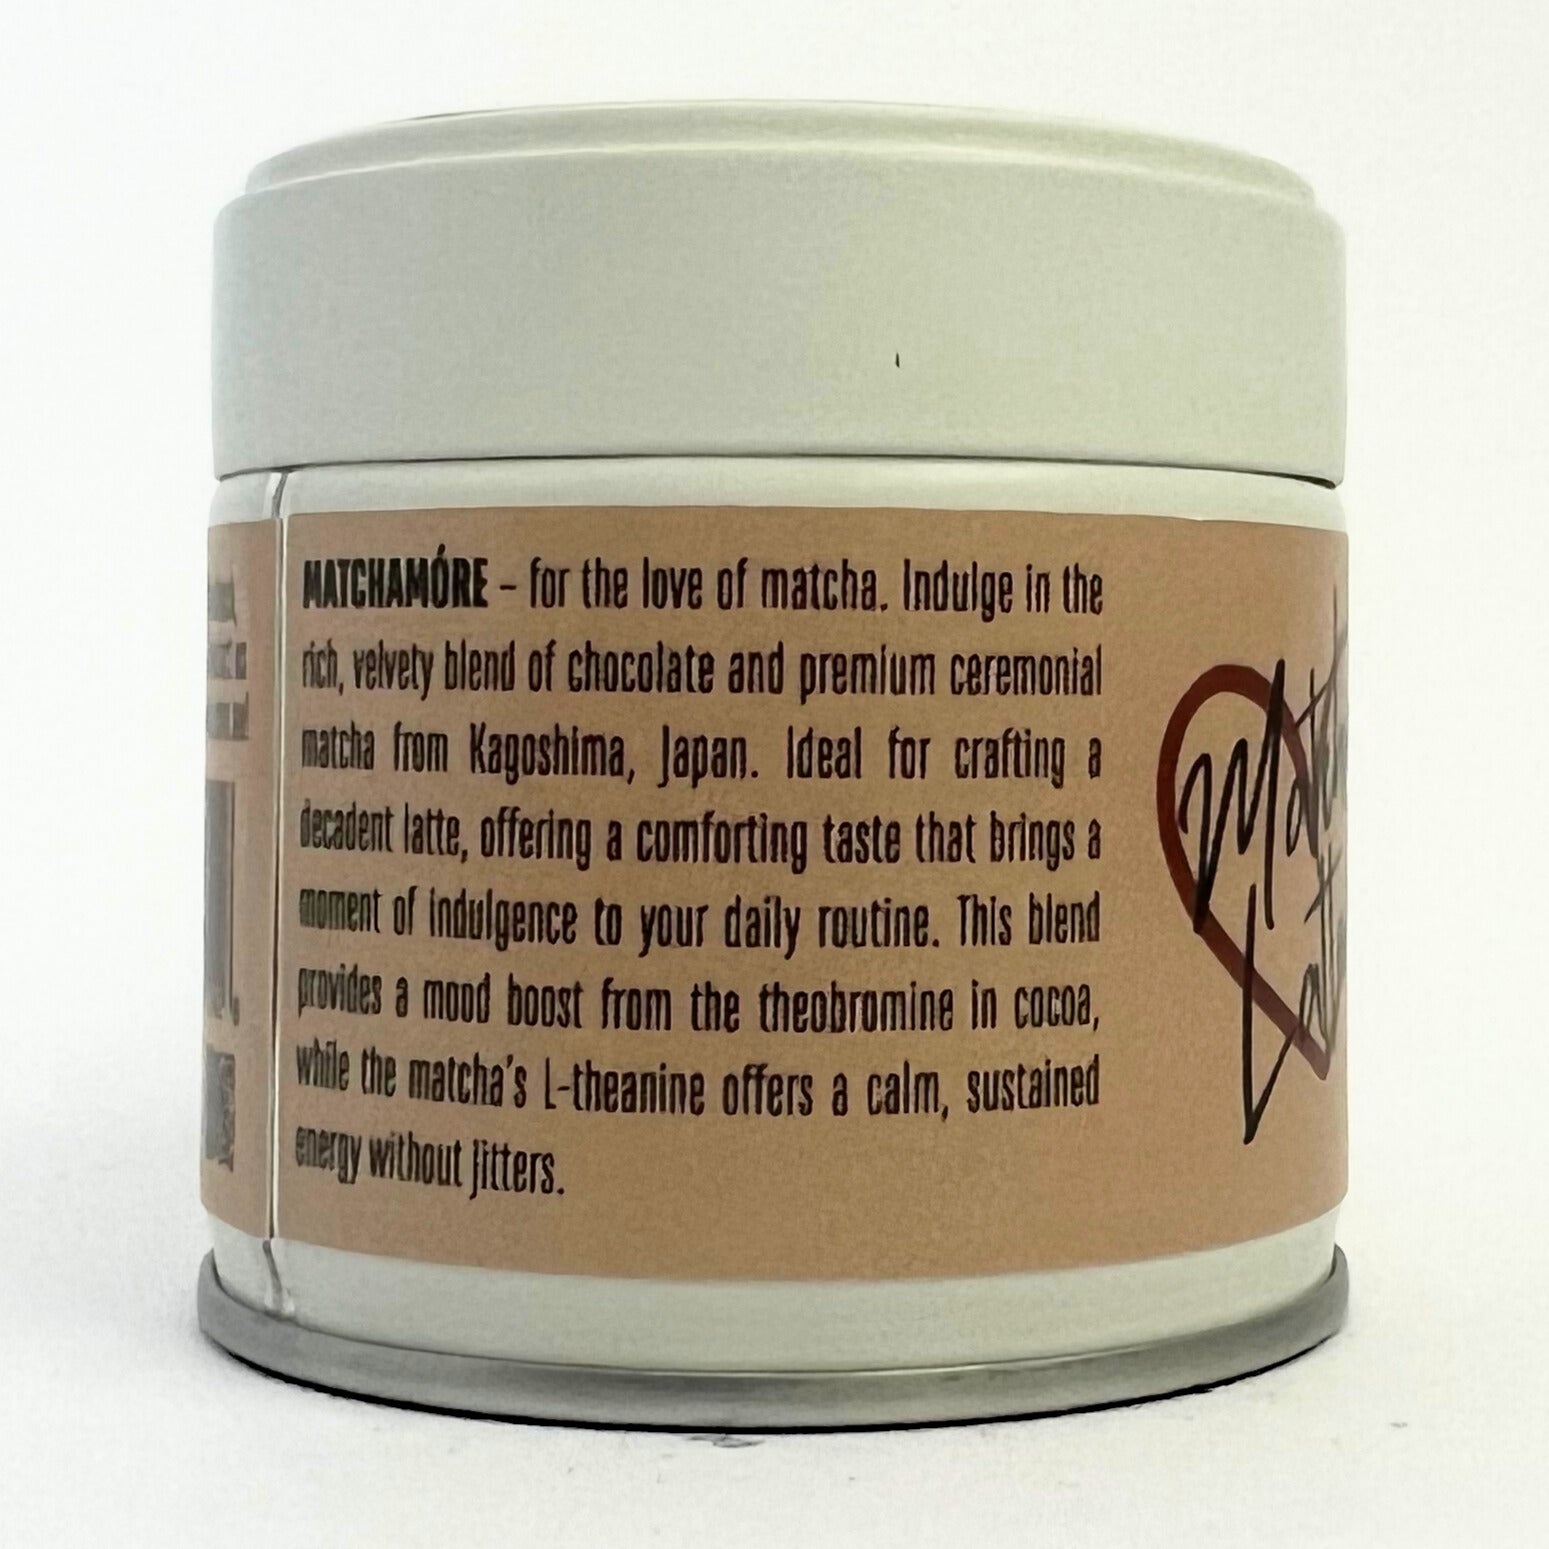 MATCHAMÓRE – for the love of matcha. Indulge in the
rich, velvety blend of chocolate and premium ceremonial
matcha from Kagoshima, Japan. Ideal for crafting a
decadent latte, offering a comforting taste that brings a
moment of indulgence to your daily routine. This blend
provides a mood boost from the theobromine in cocoa,
while the matcha's L-theanine offers a calm, sustained
energy without jitters.